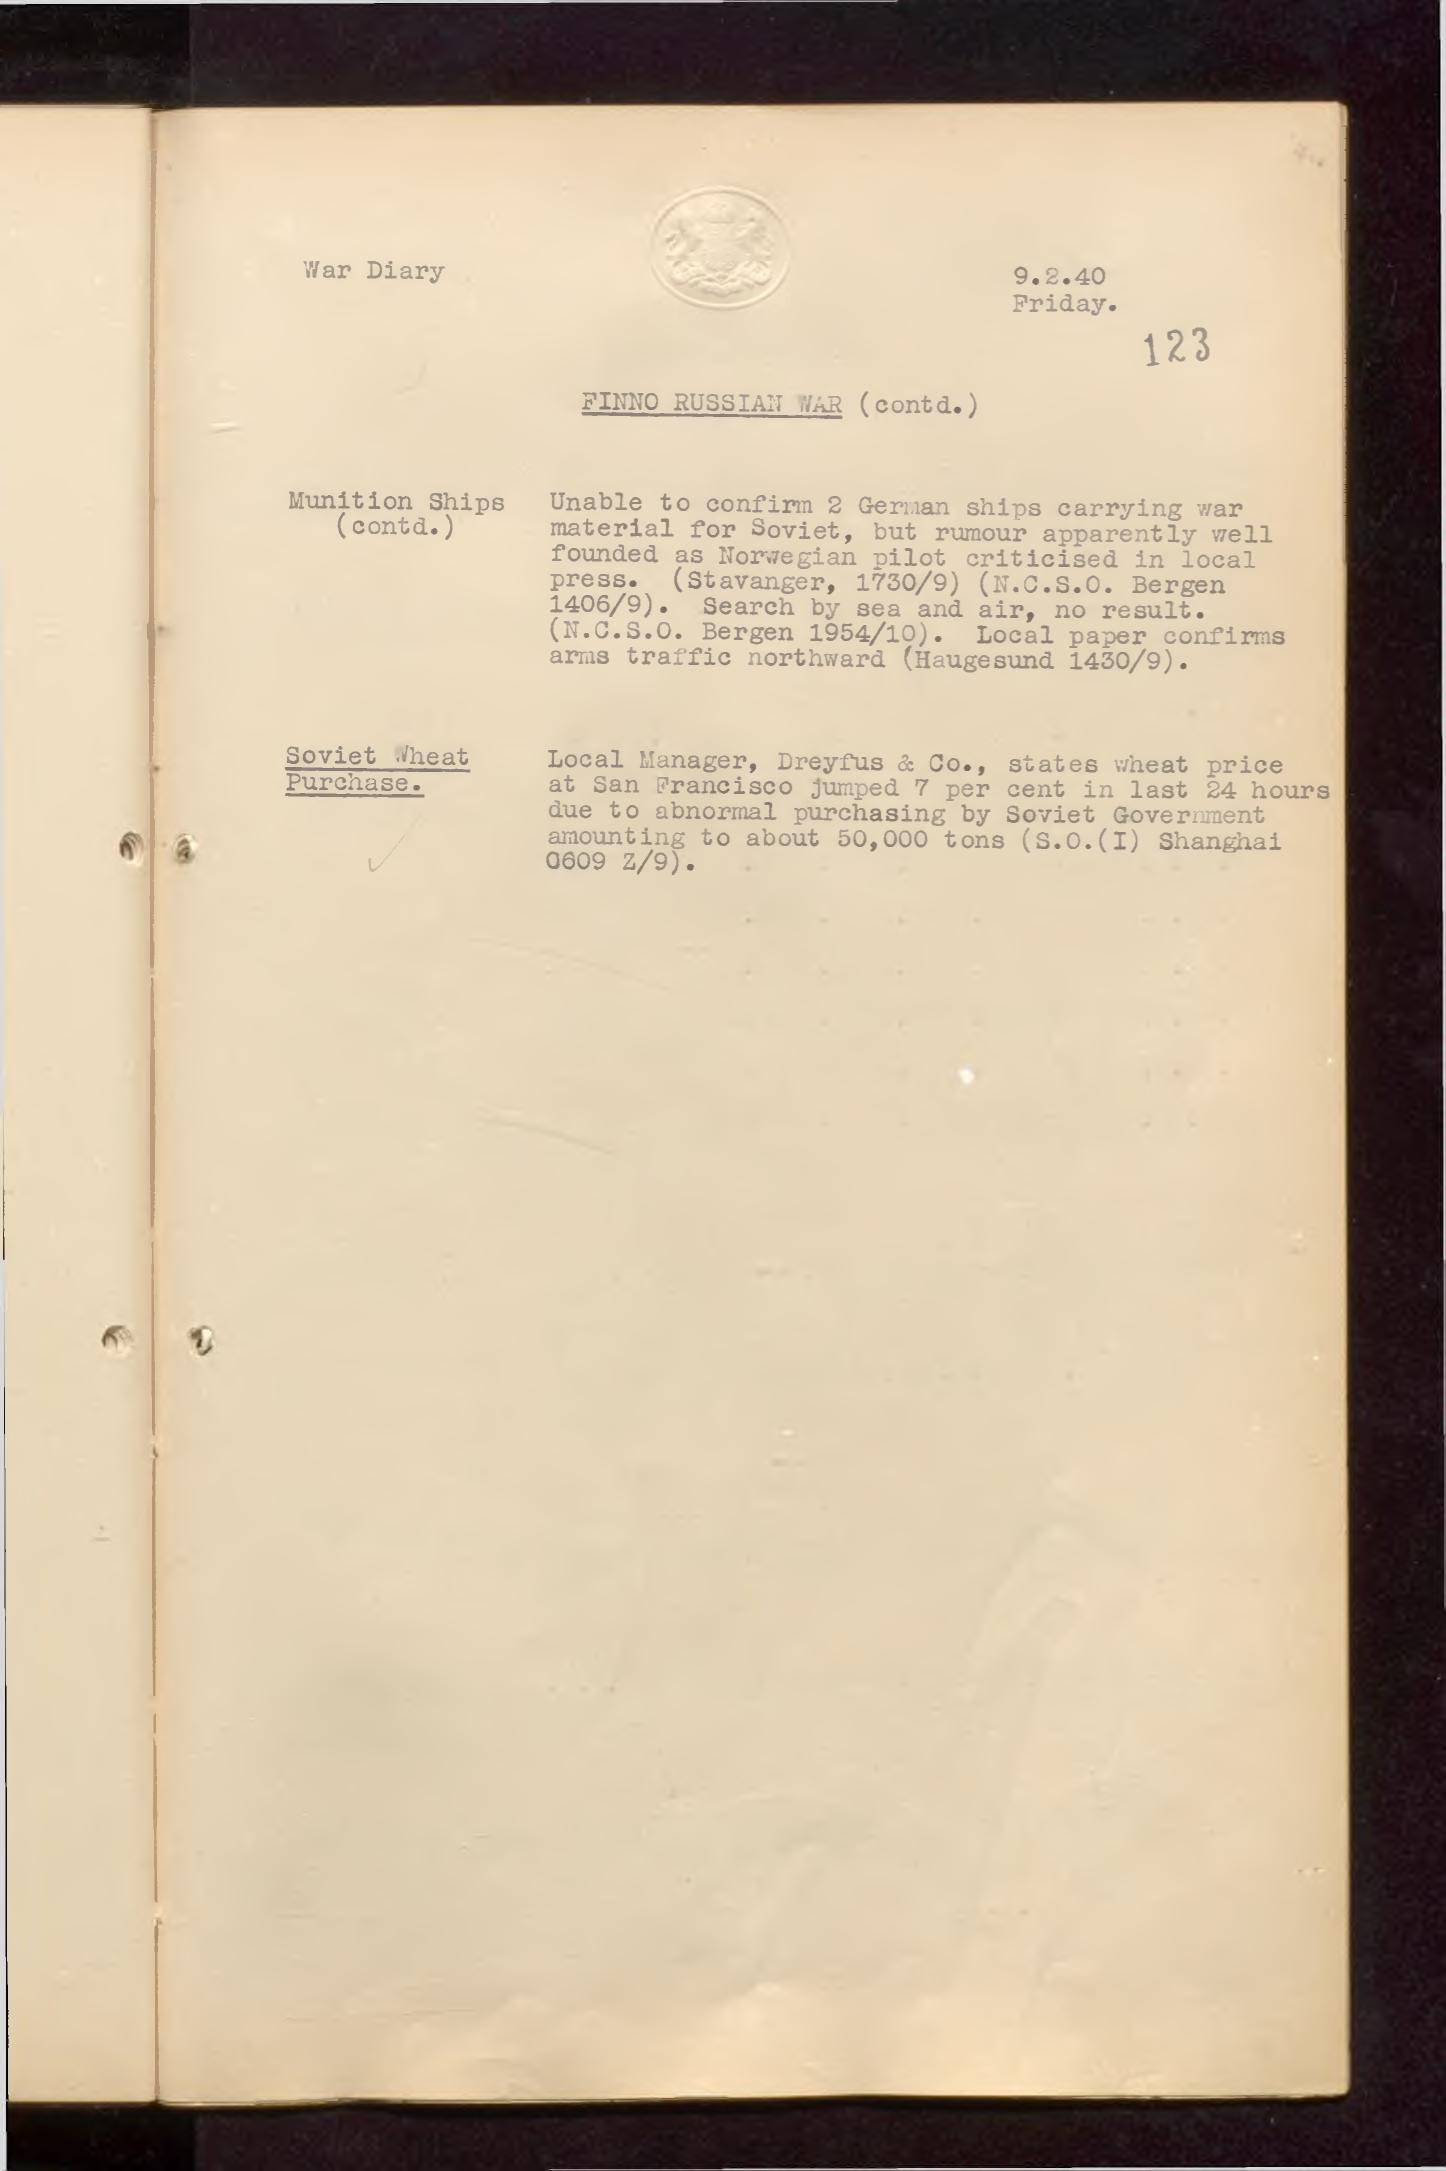 War Diary
9.2.40
Friday.
123
FINNO RUSSIAN WAR (contd.)
Munition Ships
(contd.)
Unable to confirm 2 German ships carrying war
material for Soviet, but rumour apparently well
founded as Norwegian pilot criticised in local
press. (Stavanger, 1730/9) (N.C.S.O. Bergen
1406/9). Search by sea and air, no result.
(N.C.S.O. Bergen 1954/10). Local paper confirms
arms traffic northward (Haugesund 1430/9).
Soviet Wheat
Purchase.
Local Manager, Dreyfus & Co., states wheat price
at San Francisco jumped 7 per cent in last 24 hours
due to abnormal purchasing by Soviet Government
amounting to about 50,000 tons (S.O.(I) Shanghai
0609 Z/9).